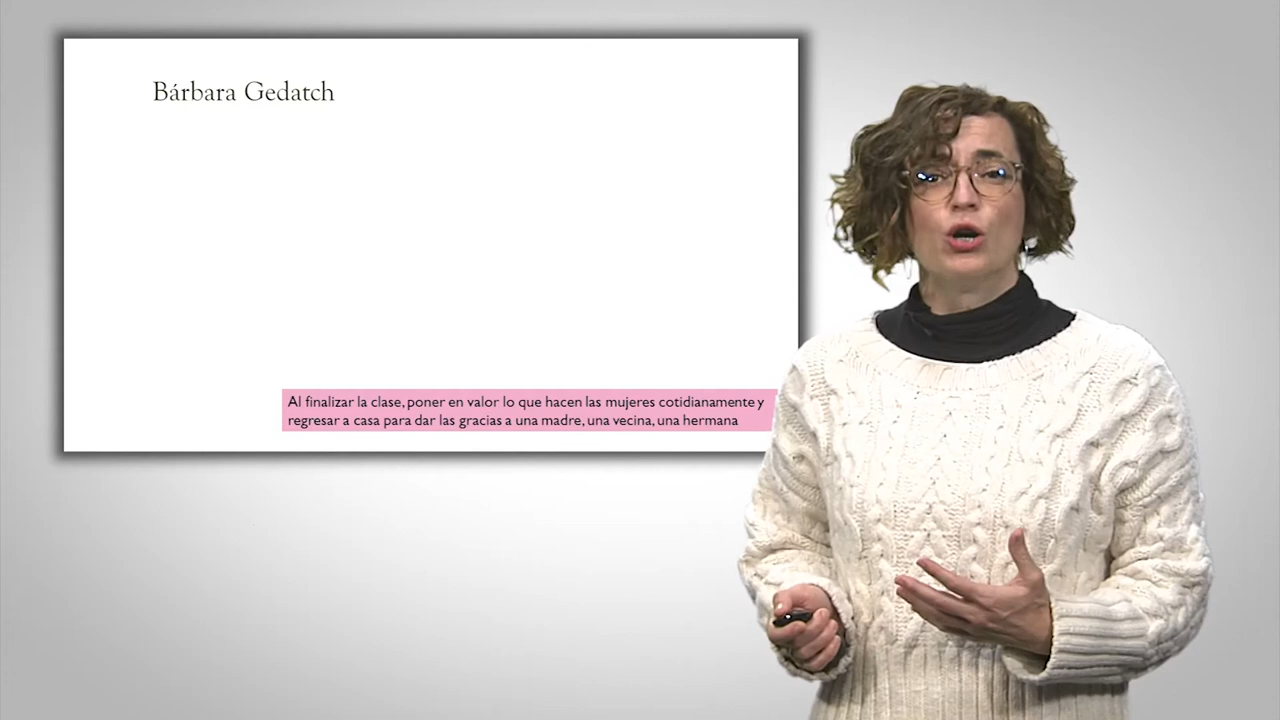 Bárbara Gedatch
Al finalizar la clase, poner en valor lo que hacen las mujeres cotidianamente y
regresar a casa para dar las gracias a una madre, una vecina, una hermana